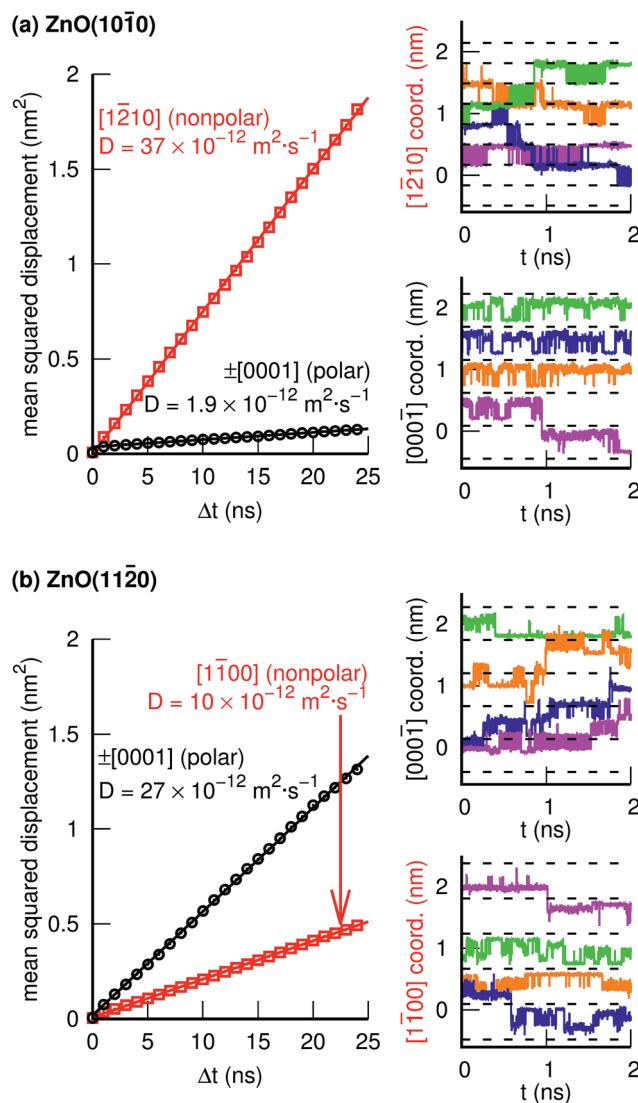 (a) ZnO(101̄0)
mean squared displacement (nm²)
2
1.5
1
0.5
0
[12̄10] (nonpolar)
D = 37 × 10⁻¹² m²·s⁻¹
±[0001] (polar)
D = 1.9 × 10⁻¹² m²·s⁻¹
0 5 10 15 20 25
Δt (ns)
[12̄10] coord. (nm)
2
1
0
0 1 2
t (ns)
[0001̄] coord. (nm)
2
1
0
0 1 2
t (ns)
(b) ZnO(112̄0)
mean squared displacement (nm²)
2
1.5
1
0.5
0
[11̄00] (nonpolar)
D = 10 × 10⁻¹² m²·s⁻¹
±[0001] (polar)
D = 27 × 10⁻¹² m²·s⁻¹
0 5 10 15 20 25
Δt (ns)
[0001̄] coord. (nm)
2
1
0
0 1 2
t (ns)
[11̄00] coord. (nm)
2
1
0
0 1 2
t (ns)